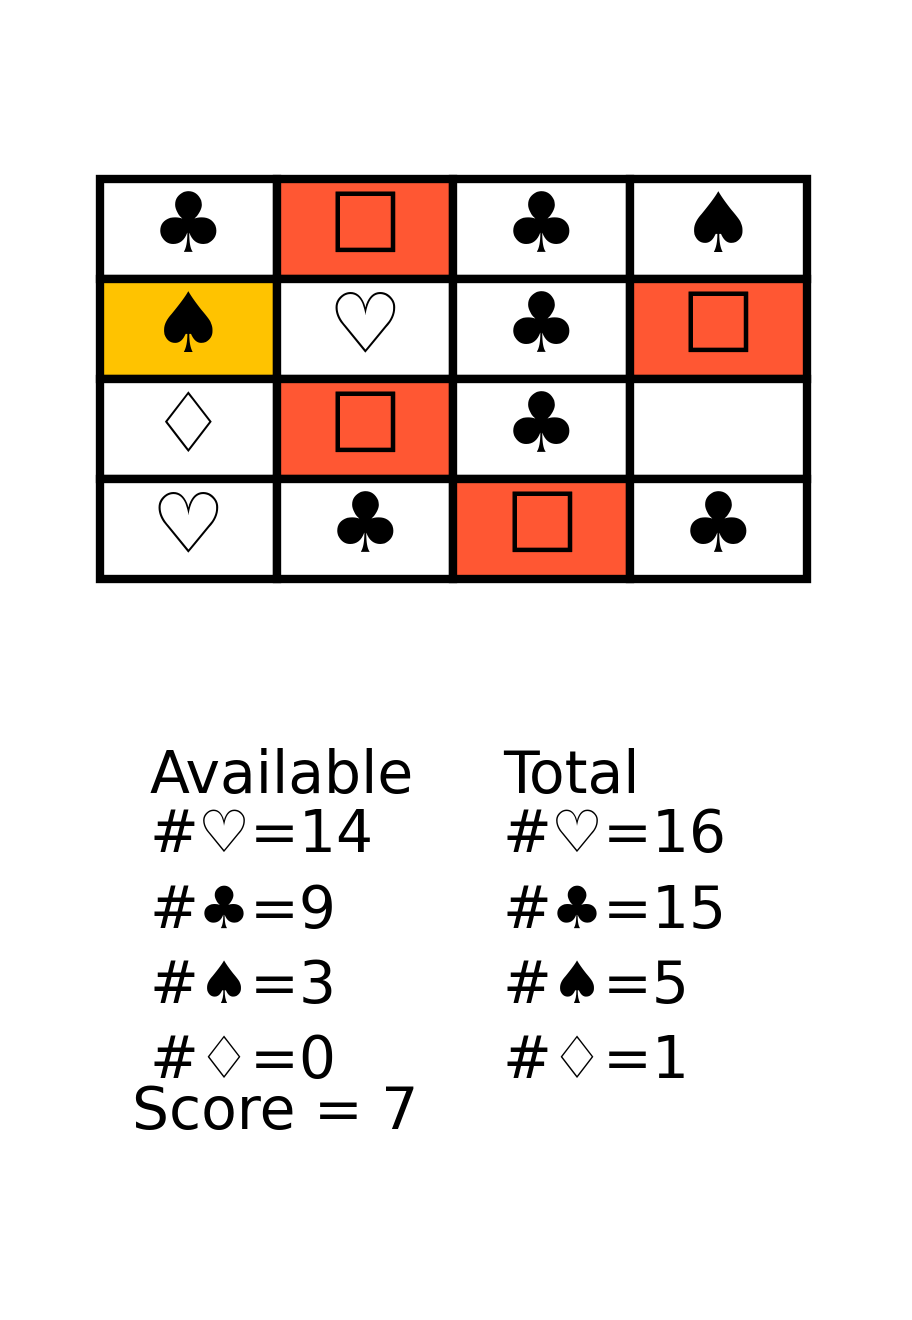 ♣ □ ♣ ♠
♠ ♡ ♣ □
♢ □ ♣
♡ ♣ □ ♣
Available Total
#♡=14 #♡=16
#♣=9 #♣=15
#♠=3 #♠=5
#♢=0 #♢=1
Score = 7